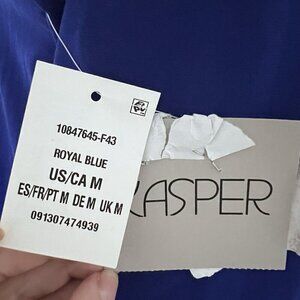 10847645-F43
ROYAL BLUE
US/CA M
ES/FR/PT M DE M UK M
091307474939
KASPER